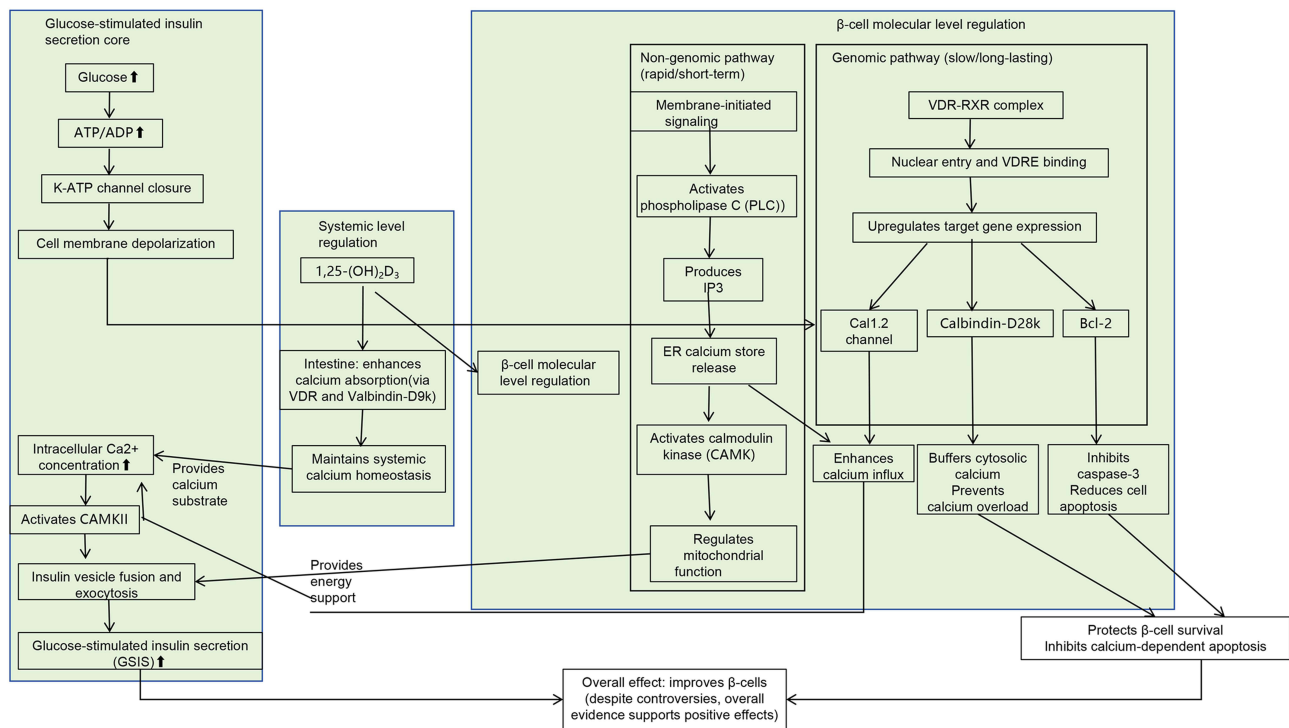 Glucose-stimulated insulin
secretion core
Glucose⬆
ATP/ADP⬆
K-ATP channel closure
Cell membrane depolarization
Intracellular Ca2+
concentration⬆
Provides
calcium
substrate
Activates CAMKII
Insulin vesicle fusion and
exocytosis
Glucose-stimulated insulin secretion
(GSIS)⬆
Systemic level
regulation
1,25-(OH)₂D₃
Intestine: enhances
calcium absorption(via
VDR and Valbindin-D9k)
Maintains systemic
calcium homeostasis
Provides
energy
support
β-cell molecular level regulation
β-cell molecular
level regulation
Non-genomic pathway
(rapid/short-term)
Membrane-initiated
signaling
Activates
phospholipase C (PLC))
Produces
IP3
ER calcium store
release
Activates calmodulin
kinase (CAMK)
Regulates
mitochondrial
function
Genomic pathway (slow/long-lasting)
VDR-RXR complex
Nuclear entry and VDRE binding
Upregulates target gene expression
Cal1.2
channel
Calbindin-D28k
Bcl-2
Enhances
calcium influx
Buffers cytosolic
calcium
Prevents
calcium overload
Inhibits
caspase-3
Reduces cell
apoptosis
Protects β-cell survival
Inhibits calcium-dependent apoptosis
Overall effect: improves β-cells
(despite controversies, overall
evidence supports positive effects)